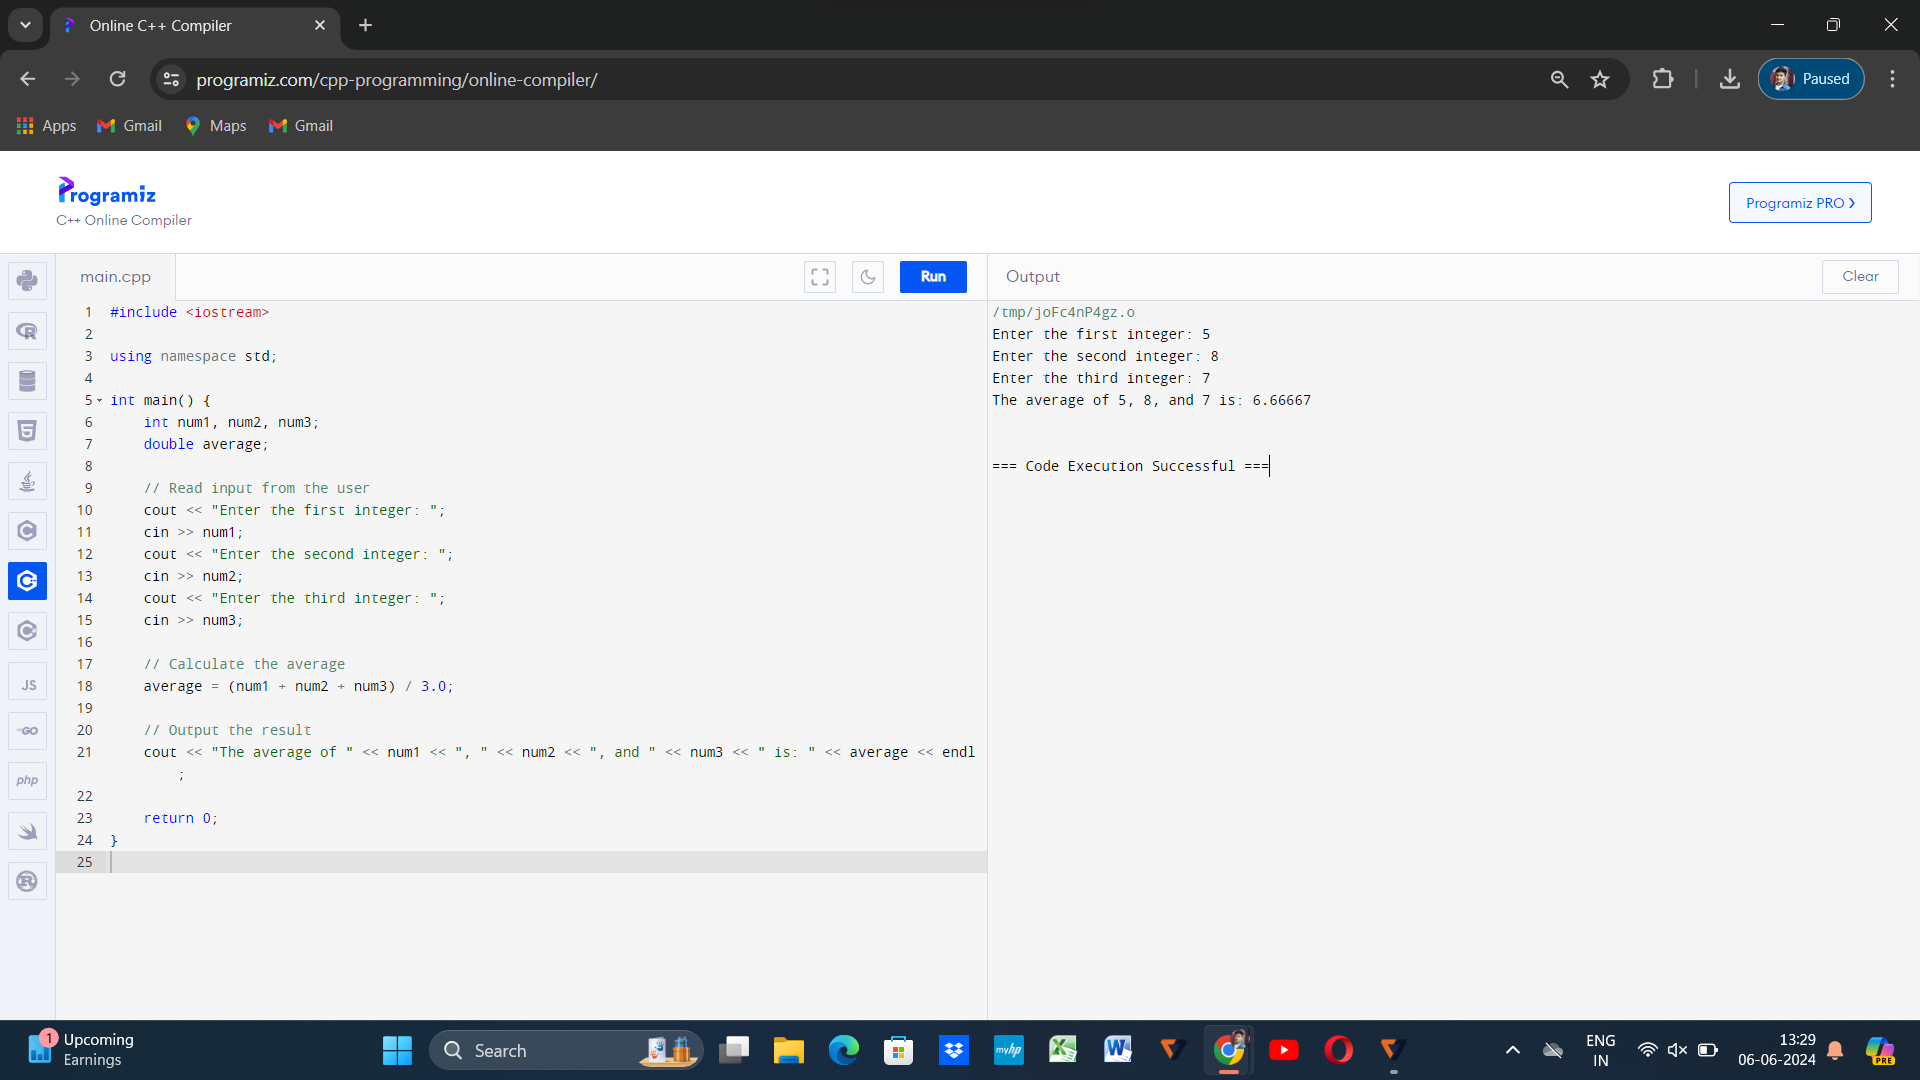 Online C++ Compiler
programiz.com/cpp-programming/online-compiler/
Paused
Apps Gmail Maps Gmail
Programiz
C++ Online Compiler
Programiz PRO
main.cpp
Run
Output
Clear
1 #include <iostream>
2
3 using namespace std;
4
5 int main() {
6     int num1, num2, num3;
7     double average;
8
9     // Read input from the user
10     cout << "Enter the first integer: ";
11     cin >> num1;
12     cout << "Enter the second integer: ";
13     cin >> num2;
14     cout << "Enter the third integer: ";
15     cin >> num3;
16
17     // Calculate the average
18     average = (num1 + num2 + num3) / 3.0;
19
20     // Output the result
21     cout << "The average of " << num1 << ", " << num2 << ", and " << num3 << " is: " << average << endl
;
22
23     return 0;
24 }
25
/tmp/joFc4nP4gz.o
Enter the first integer: 5
Enter the second integer: 8
Enter the third integer: 7
The average of 5, 8, and 7 is: 6.66667
=== Code Execution Successful ===
JS
GO
php
1
Upcoming
Earnings
Search
myhp
ENG
IN
13:29
06-06-2024
PRE